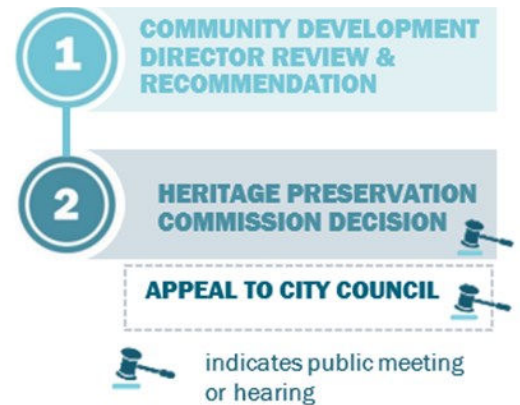 1
COMMUNITY DEVELOPMENT
DIRECTOR REVIEW &
RECOMMENDATION
2
HERITAGE PRESERVATION
COMMISSION DECISION
APPEAL TO CITY COUNCIL
indicates public meeting
or hearing